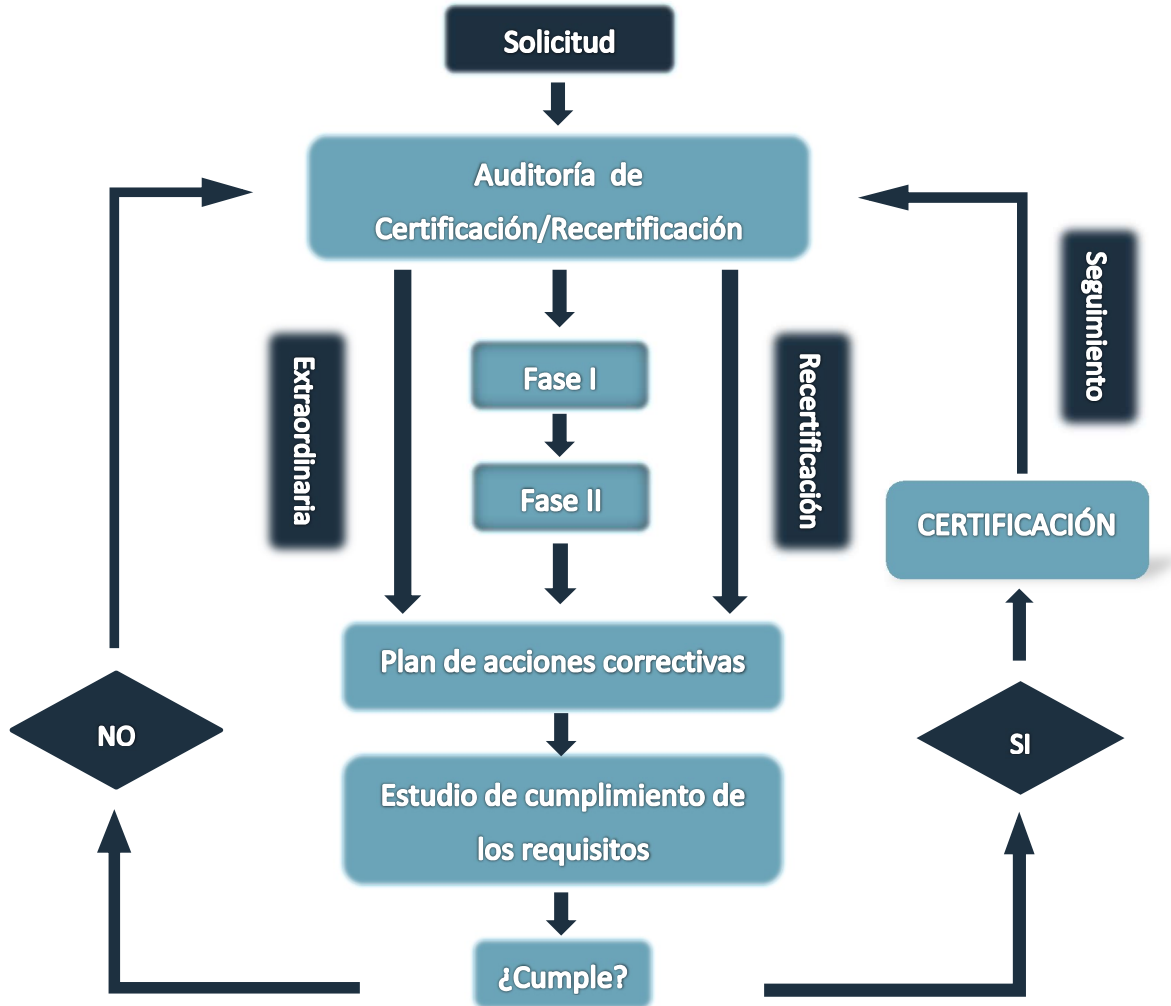 Solicitud
Auditoría de
Certificación/Recertificación
Extraordinaria
Fase I
Recertificación
Seguimiento
Fase II
CERTIFICACIÓN
Plan de acciones correctivas
NO
SI
Estudio de cumplimiento de
los requisitos
¿Cumple?